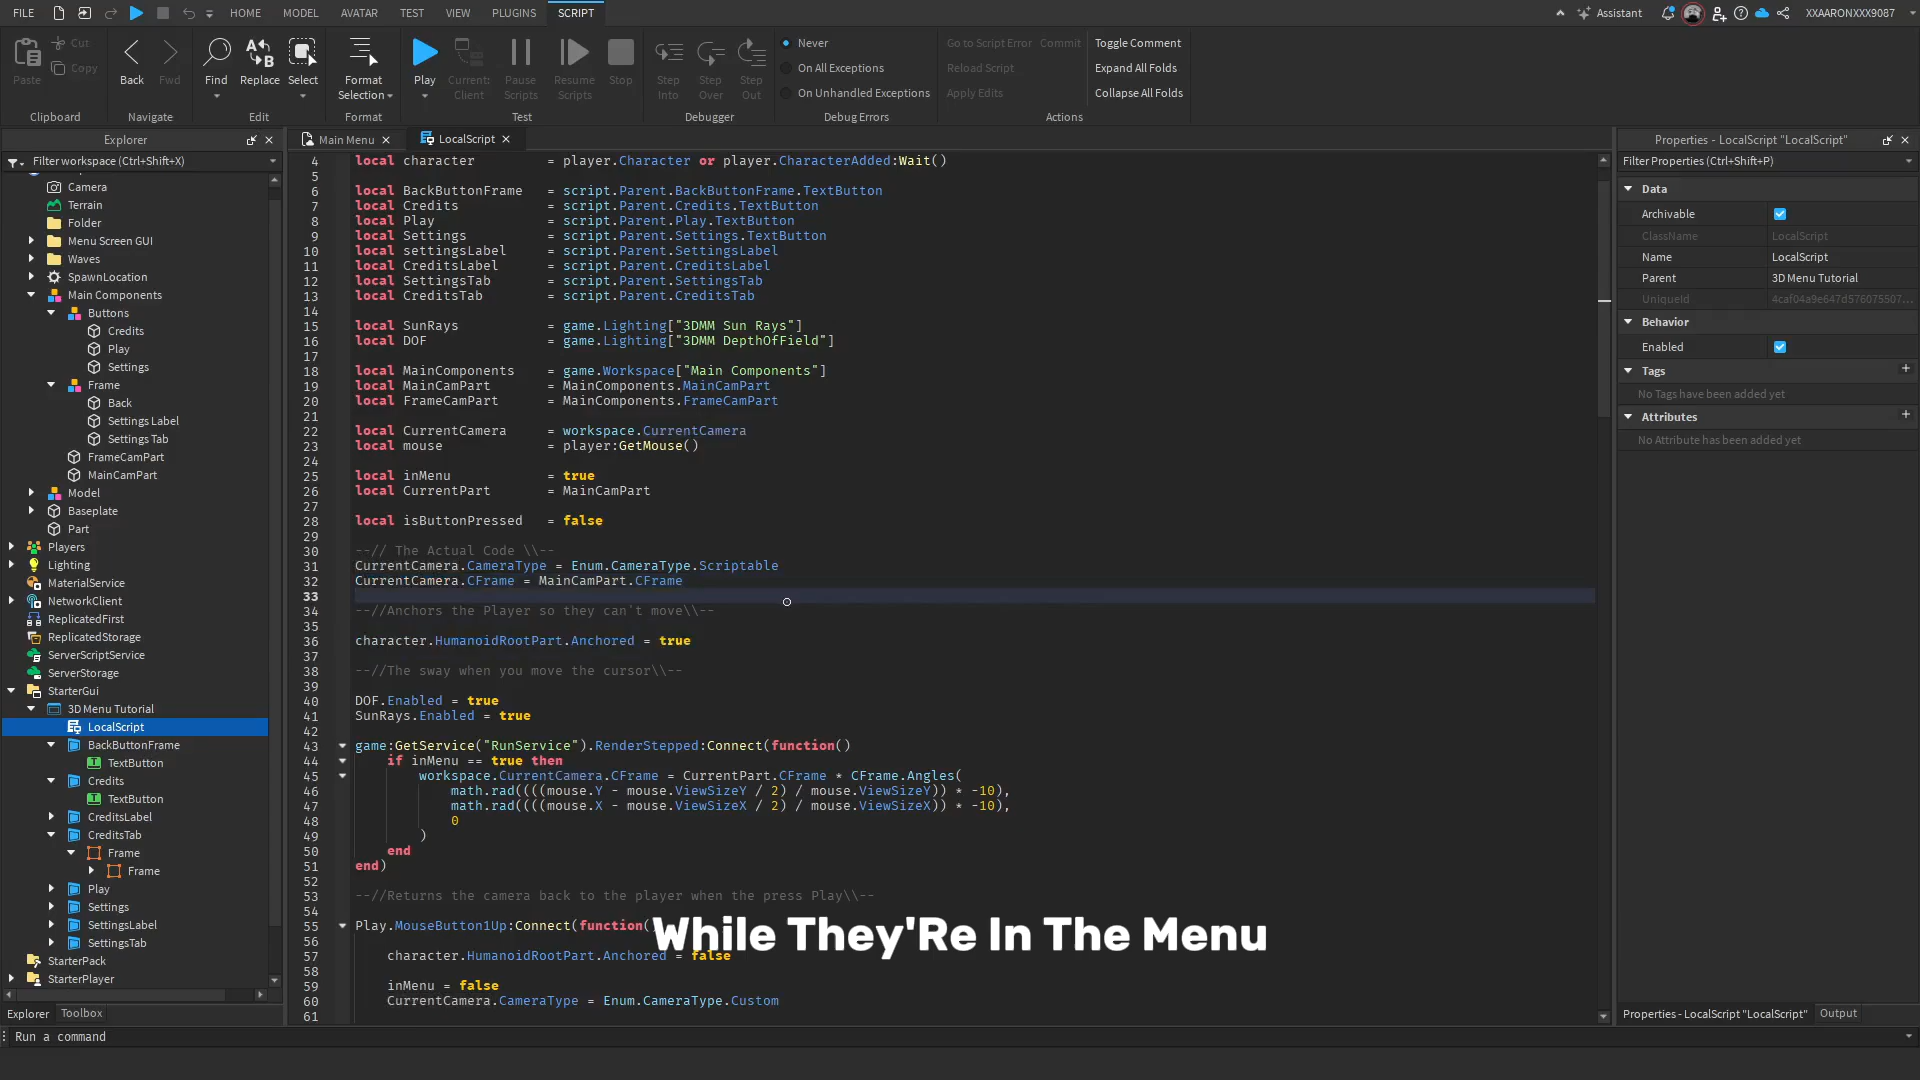 FILE HOME MODEL AVATAR TEST VIEW PLUGINS SCRIPT Assistant XXAARONXXX9087
Paste Cut Copy Back Fwd Find Replace Select Format Selection Play Current: Client Pause Scripts Resume Scripts Stop Step Into Step Over Step Out
Never
On All Exceptions
On Unhandled Exceptions
Go to Script Error Commit
Reload Script
Apply Edits
Toggle Comment
Expand All Folds
Collapse All Folds
Clipboard Navigate Edit Format Test Debugger Debug Errors Actions
Explorer
Filter workspace (Ctrl+Shift+X)
Camera
Terrain
Folder
Menu Screen GUI
Waves
SpawnLocation
Main Components
Buttons
Credits
Play
Settings
Frame
Back
Settings Label
Settings Tab
FrameCamPart
MainCamPart
Model
Baseplate
Part
Players
Lighting
MaterialService
NetworkClient
ReplicatedFirst
ReplicatedStorage
ServerScriptService
ServerStorage
StarterGui
3D Menu Tutorial
LocalScript
BackButtonFrame
TextButton
Credits
TextButton
CreditsLabel
CreditsTab
Frame
Frame
Play
Settings
SettingsLabel
SettingsTab
StarterPack
StarterPlayer
Explorer Toolbox
Main Menu LocalScript
4 local character = player.Character or player.CharacterAdded:Wait()
5
6 local BackButtonFrame = script.Parent.BackButtonFrame.TextButton
7 local Credits = script.Parent.Credits.TextButton
8 local Play = script.Parent.Play.TextButton
9 local Settings = script.Parent.Settings.TextButton
10 local settingsLabel = script.Parent.SettingsLabel
11 local CreditsLabel = script.Parent.CreditsLabel
12 local SettingsTab = script.Parent.SettingsTab
13 local CreditsTab = script.Parent.CreditsTab
14
15 local SunRays = game.Lighting["3DMM Sun Rays"]
16 local DOF = game.Lighting["3DMM DepthOfField"]
17
18 local MainComponents = game.Workspace["Main Components"]
19 local MainCamPart = MainComponents.MainCamPart
20 local FrameCamPart = MainComponents.FrameCamPart
21
22 local CurrentCamera = workspace.CurrentCamera
23 local mouse = player:GetMouse()
24
25 local inMenu = true
26 local CurrentPart = MainCamPart
27
28 local isButtonPressed = false
29
30 --// The Actual Code \\--
31 CurrentCamera.CameraType = Enum.CameraType.Scriptable
32 CurrentCamera.CFrame = MainCamPart.CFrame
33
34 --//Anchors the Player so they can't move\\--
35
36 character.HumanoidRootPart.Anchored = true
37
38 --//The sway when you move the cursor\\--
39
40 DOF.Enabled = true
41 SunRays.Enabled = true
42
43 game:GetService("RunService").RenderStepped:Connect(function()
44 if inMenu == true then
45 workspace.CurrentCamera.CFrame = CurrentPart.CFrame * CFrame.Angles(
46 math.rad((((mouse.Y - mouse.ViewSizeY / 2) / mouse.ViewSizeY)) * -10),
47 math.rad((((mouse.X - mouse.ViewSizeX / 2) / mouse.ViewSizeX)) * -10),
48 0
49 )
50 end
51 end)
52
53 --//Returns the camera back to the player when the press Play\\--
54
55 Play.MouseButton1Up:Connect(function(
56
57 character.HumanoidRootPart.Anchored = false
58
59 inMenu = false
60 CurrentCamera.CameraType = Enum.CameraType.Custom
61
While They'Re In The Menu
Properties - LocalScript "LocalScript"
Filter Properties (Ctrl+Shift+P)
Data
Archivable
ClassName LocalScript
Name LocalScript
Parent 3D Menu Tutorial
UniqueId 4caf04a9e647d576075507...
Behavior
Enabled
Tags +
No Tags have been added yet
Attributes +
No Attribute has been added yet
Properties - LocalScript "LocalScript" Output
Run a command